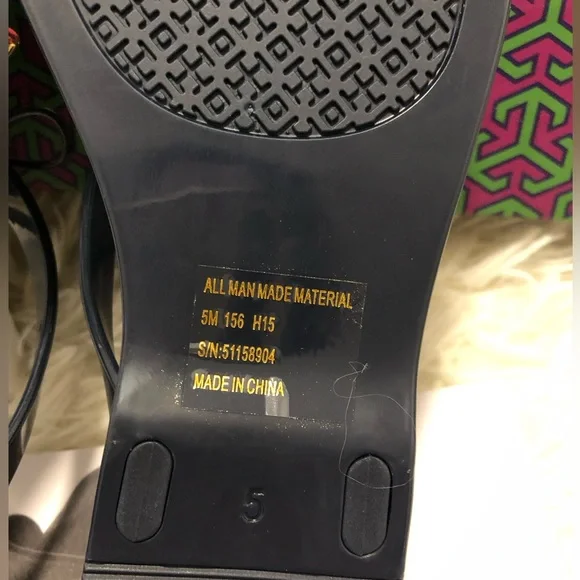 ALL MAN MADE MATERIAL
5M 156 H15
S/N:51158904
MADE IN CHINA
5